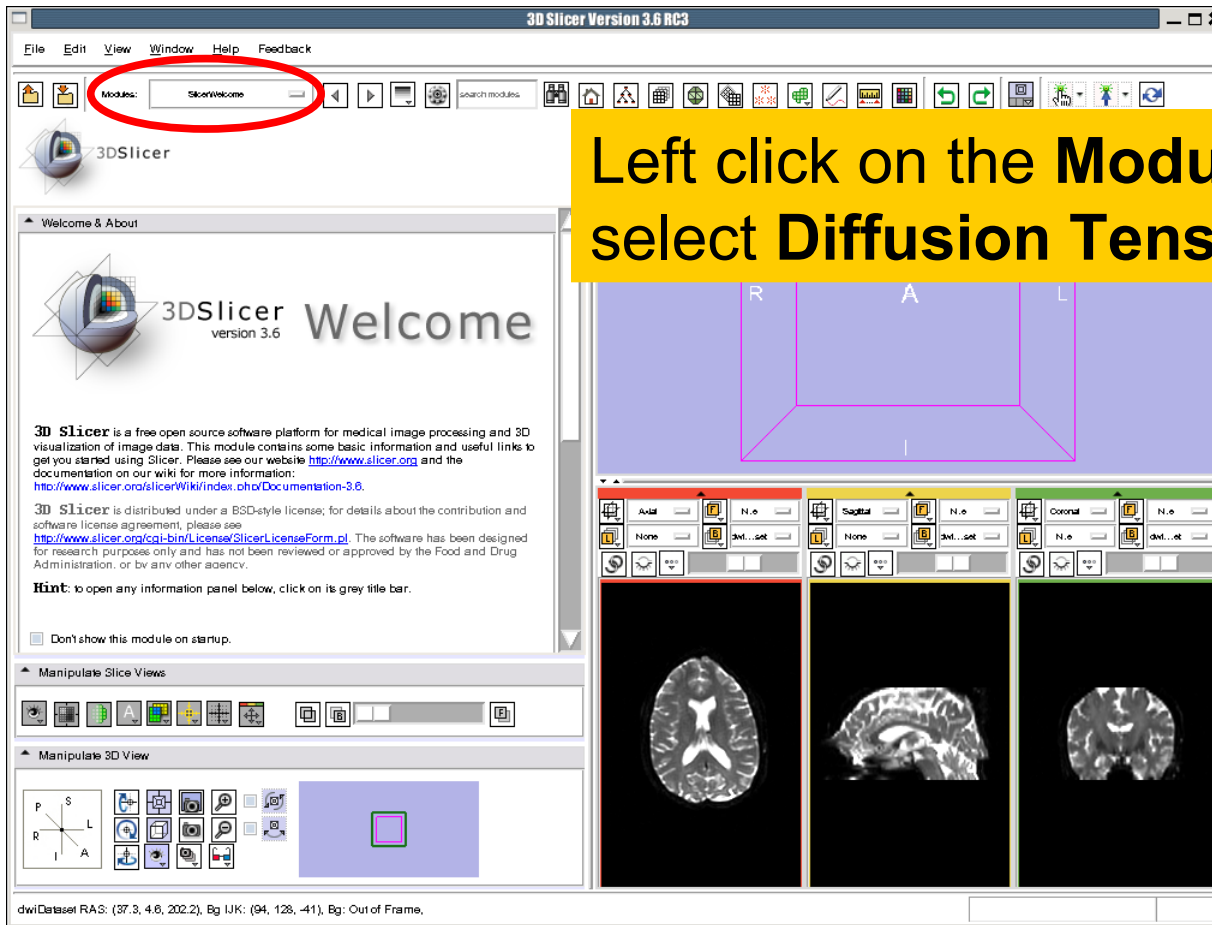 3D Slicer Version 3.6 RC3
File Edit View Window Help Feedback
Modules: SlicerWelcome search modules
3DSlicer
Left click on the Modu
select Diffusion Tens
Welcome & About
3DSlicer
version 3.6
Welcome
3D Slicer is a free open source software platform for medical image processing and 3D
visualization of image data. This module contains some basic information and useful links to
get you started using Slicer. Please see our website http://www.slicer.org and the
documentation on our wiki for more information:
http://www.slicer.org/slicerWiki/index.php/Documentation-3.6.
3D Slicer is distributed under a BSD-style license; for details about the contribution and
software license agreement, please see
http://www.slicer.org/cgi-bin/License/SlicerLicenseForm.pl. The software has been designed
for research purposes only and has not been reviewed or approved by the Food and Drug
Administration, or by any other agency.
Hint: to open any information panel below, click on its grey title bar.
Don't show this module on startup.
R A L
I
Axial F N..e Sagittal F N..e Coronal F N..e
L None B dwi...set L None B dwi...set L N..e B dwi...et
Manipulate Slice Views
A B F
Manipulate 3D View
P S
R L
I A
dwiDataset RAS: (37.3, 4.6, 202.2), Bg IJK: (94, 128, -41), Bg: Out of Frame,